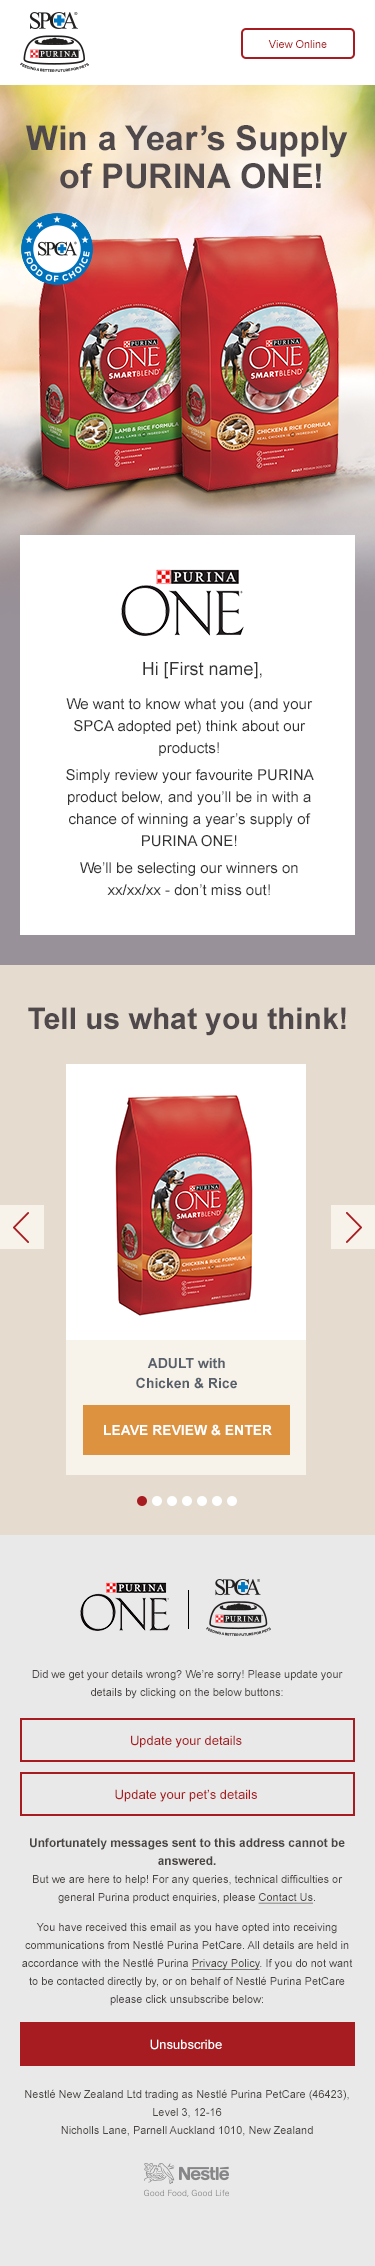 SPCA
PURINA
FEEDING A BETTER FUTURE FOR PETS
View Online
Win a Year’s Supply
of PURINA ONE!
SPCA
FOOD OF CHOICE
PURINA
ONE
SMARTBLEND
LAMB & RICE FORMULA
PURINA
ONE
SMARTBLEND
CHICKEN & RICE FORMULA
PURINA
ONE
Hi [First name],
We want to know what you (and your
SPCA adopted pet) think about our
products!
Simply review your favourite PURINA
product below, and you’ll be in with a
chance of winning a year’s supply of
PURINA ONE!
We’ll be selecting our winners on
xx/xx/xx - don’t miss out!
Tell us what you think!
PURINA
ONE
SMARTBLEND
CHICKEN & RICE FORMULA
ADULT with
Chicken & Rice
LEAVE REVIEW & ENTER
PURINA
ONE
SPCA
PURINA
FEEDING A BETTER FUTURE FOR PETS
Did we get your details wrong? We’re sorry! Please update your
details by clicking on the below buttons:
Update your details
Update your pet’s details
Unfortunately messages sent to this address cannot be
answered.
But we are here to help! For any queries, technical difficulties or
general Purina product enquiries, please Contact Us.
You have received this email as you have opted into receiving
communications from Nestlé Purina PetCare. All details are held in
accordance with the Nestlé Purina Privacy Policy. If you do not want
to be contacted directly by, or on behalf of Nestlé Purina PetCare
please click unsubscribe below:
Unsubscribe
Nestlé New Zealand Ltd trading as Nestlé Purina PetCare (46423),
Level 3, 12-16
Nicholls Lane, Parnell Auckland 1010, New Zealand
Nestlé
Good Food, Good Life